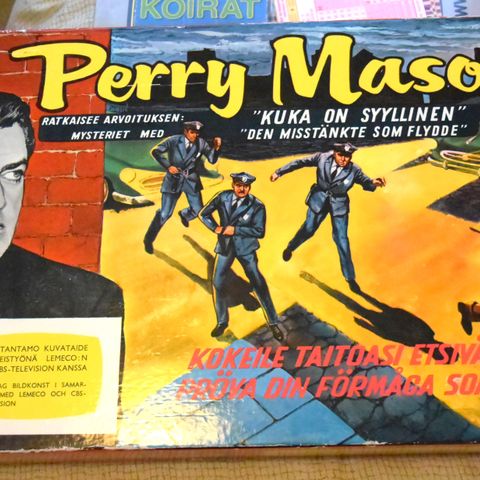 KOIRAT
Perry Maso
RATKAISEE ARVOITUKSEN: "KUKA ON SYYLLINEN"
MYSTERIET MED "DEN MISSTÄNKTE SOM FLYDDE"
TANTAMO KUVATAIDE
EISTYÖNÄ LEMECO:N
BS-TELEVISION KANSSA
AG BILDKONST I SAMAR-
MED LEMECO OCH CBS-
SION
KOKEILE TAITOASI ETSIVÄ
PRÖVA DIN FÖRMÅGA SO